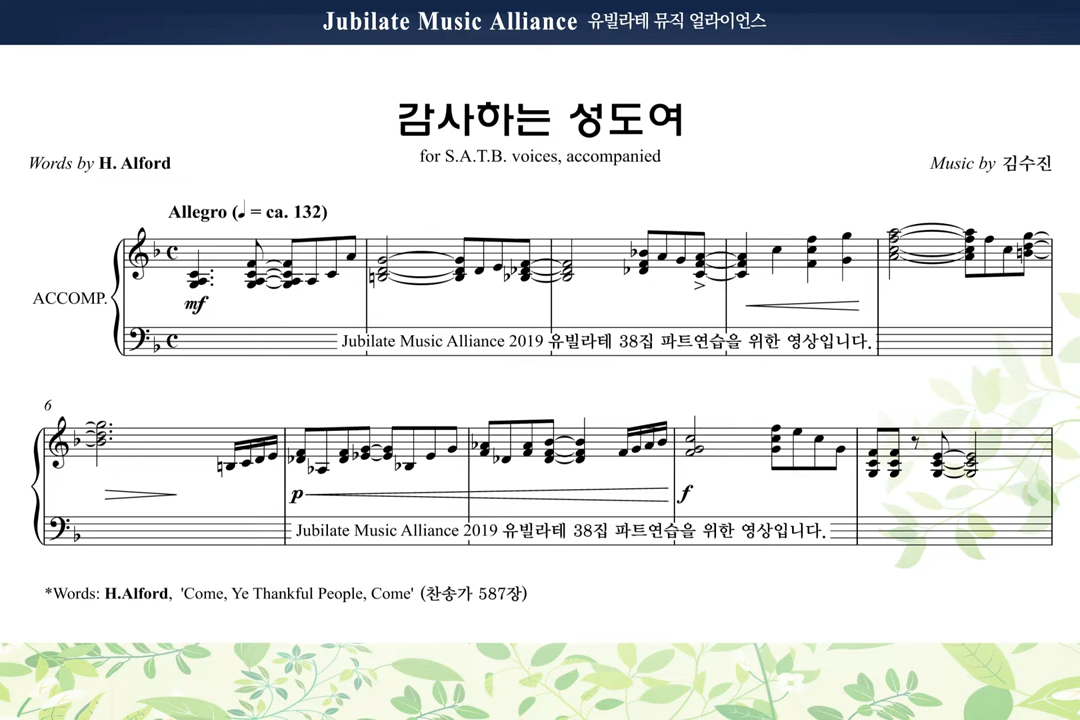 Jubilate Music Alliance 유빌라테 뮤직 얼라이언스
감사하는 성도여
for S.A.T.B. voices, accompanied
Words by H. Alford
Music by 김수진
Allegro (♩ = ca. 132)
ACCOMP.
mf
Jubilate Music Alliance 2019 유빌라테 38집 파트연습을 위한 영상입니다.
6
p
f
Jubilate Music Alliance 2019 유빌라테 38집 파트연습을 위한 영상입니다.
*Words: H.Alford, 'Come, Ye Thankful People, Come' (찬송가 587장)